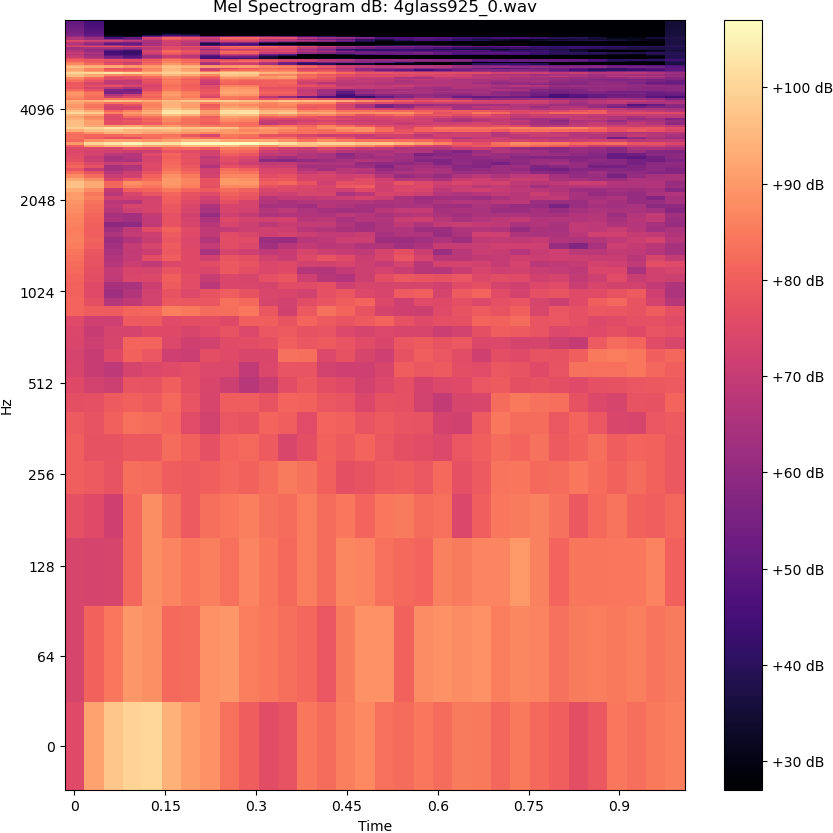 Mel Spectrogram dB: 4glass925_0.wav
Hz
4096
2048
1024
512
256
128
64
0
0 0.15 0.3 0.45 0.6 0.75 0.9
Time
+100 dB
+90 dB
+80 dB
+70 dB
+60 dB
+50 dB
+40 dB
+30 dB